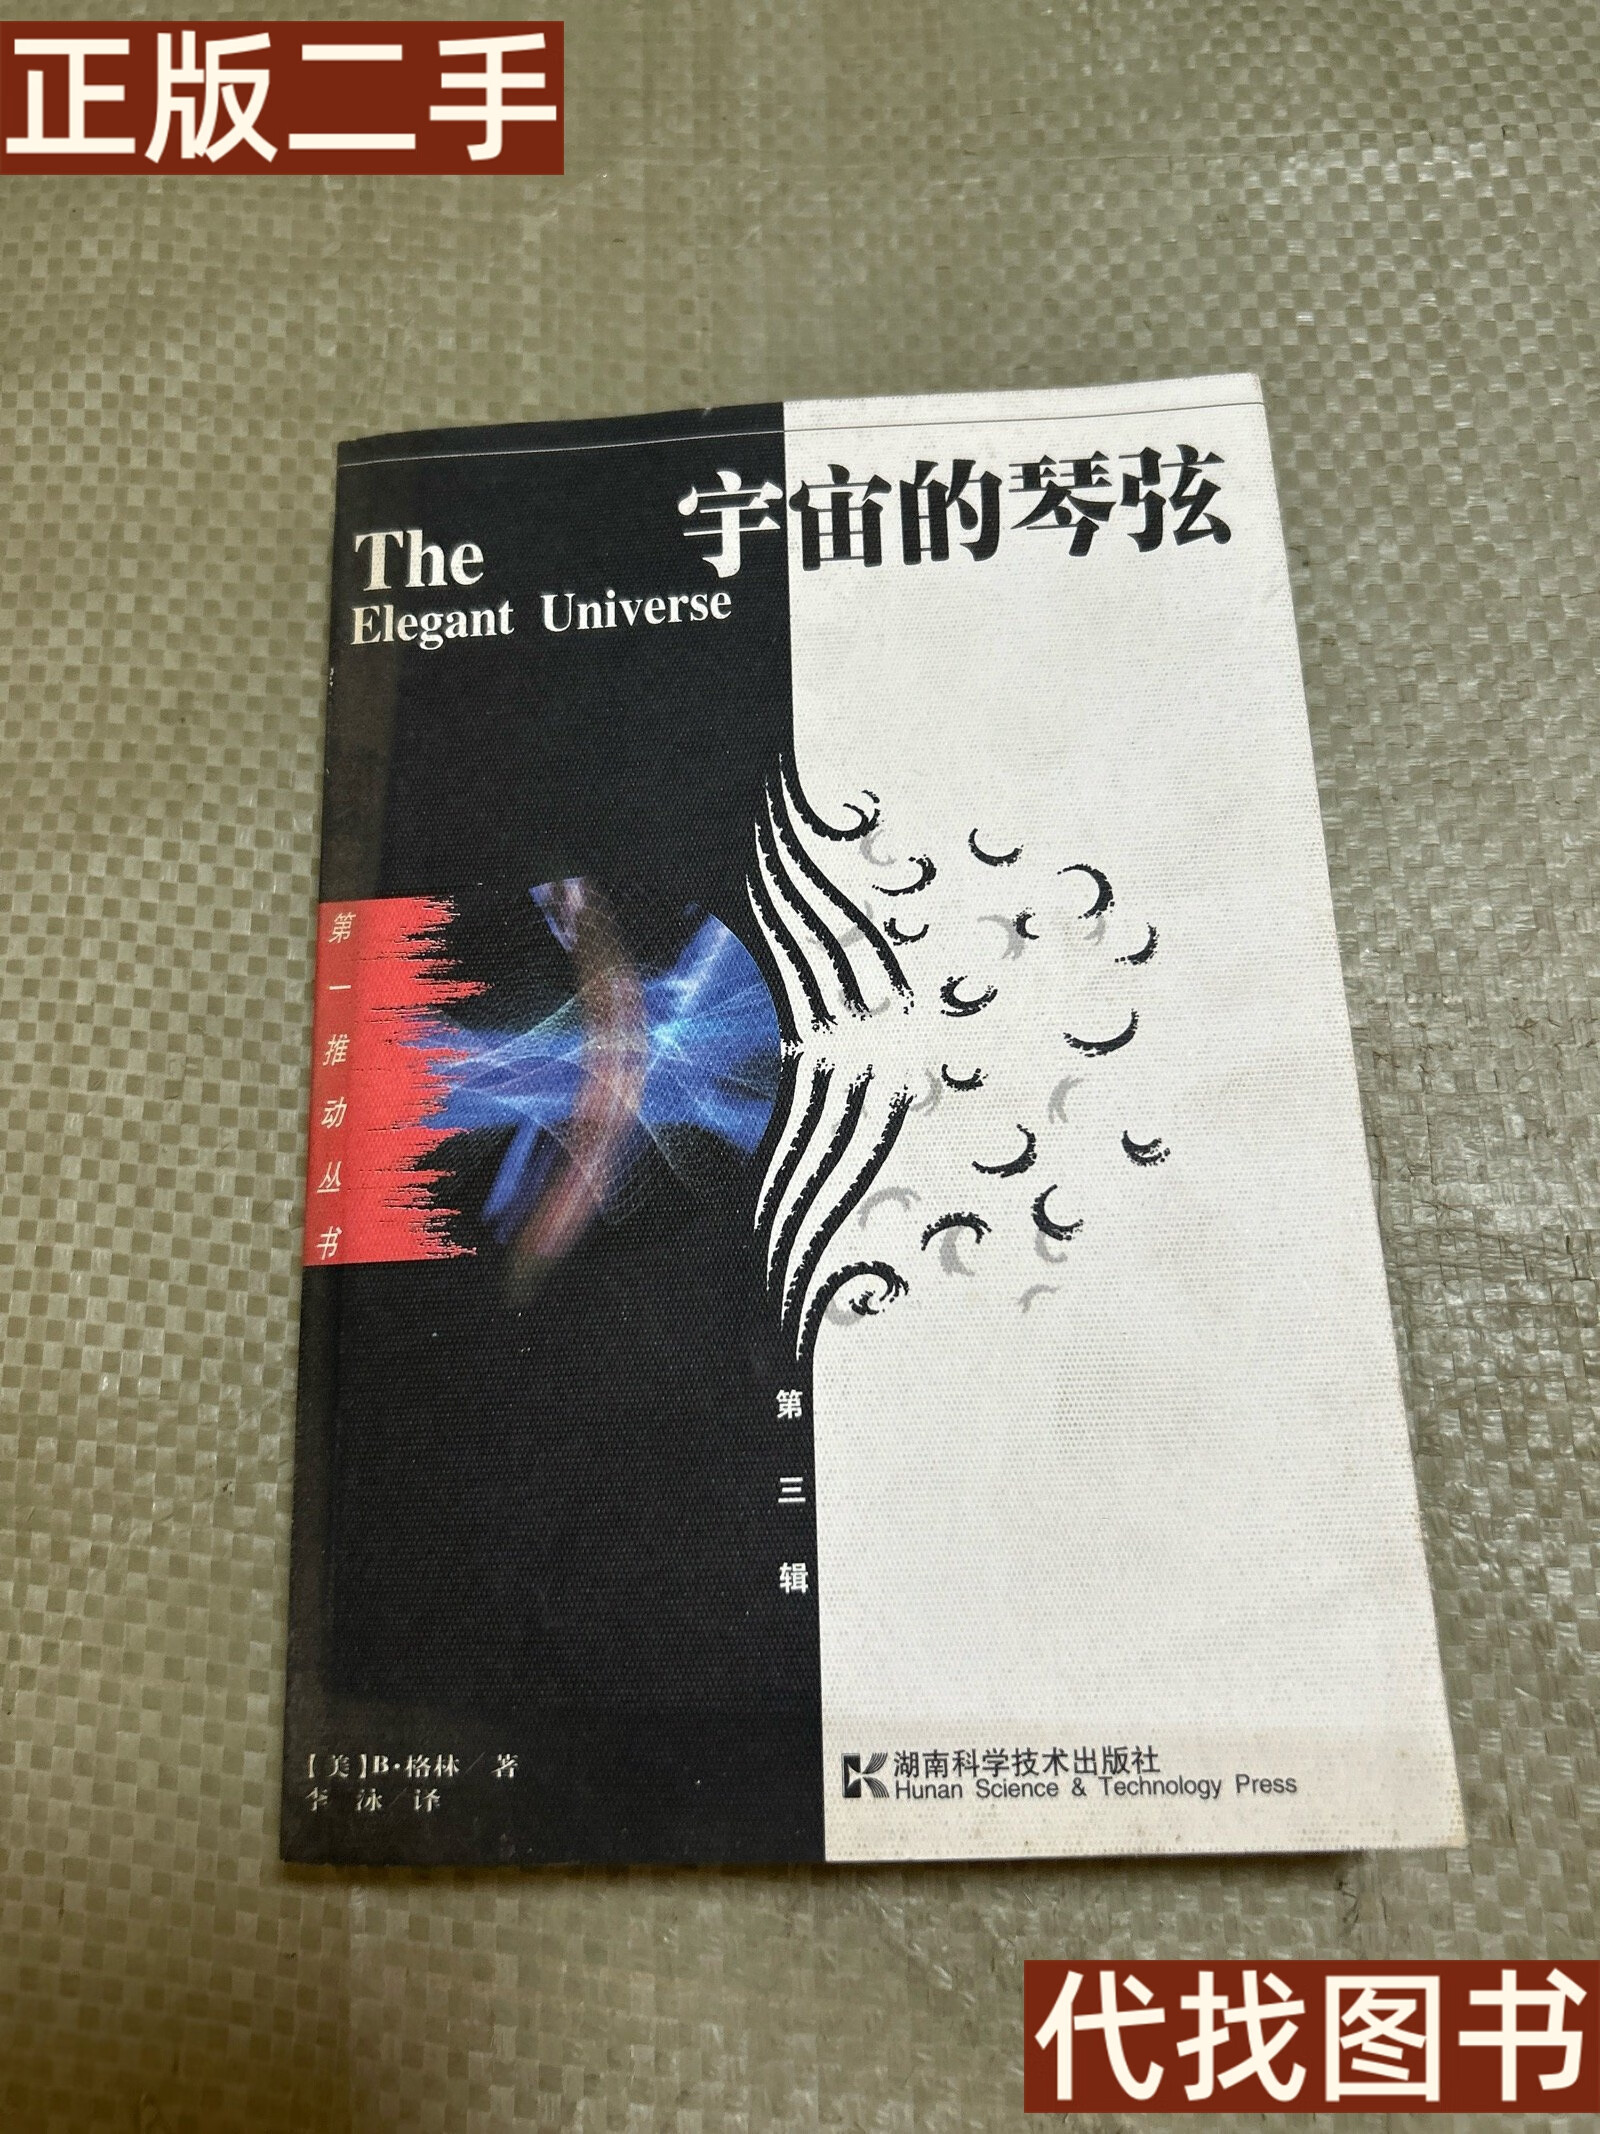 正版二手
宇宙的琴弦
The
Elegant Universe
第一推动丛书
第三辑
【美】B·格林／著
李 泳／译
湖南科学技术出版社
Hunan Science & Technology Press
代找图书